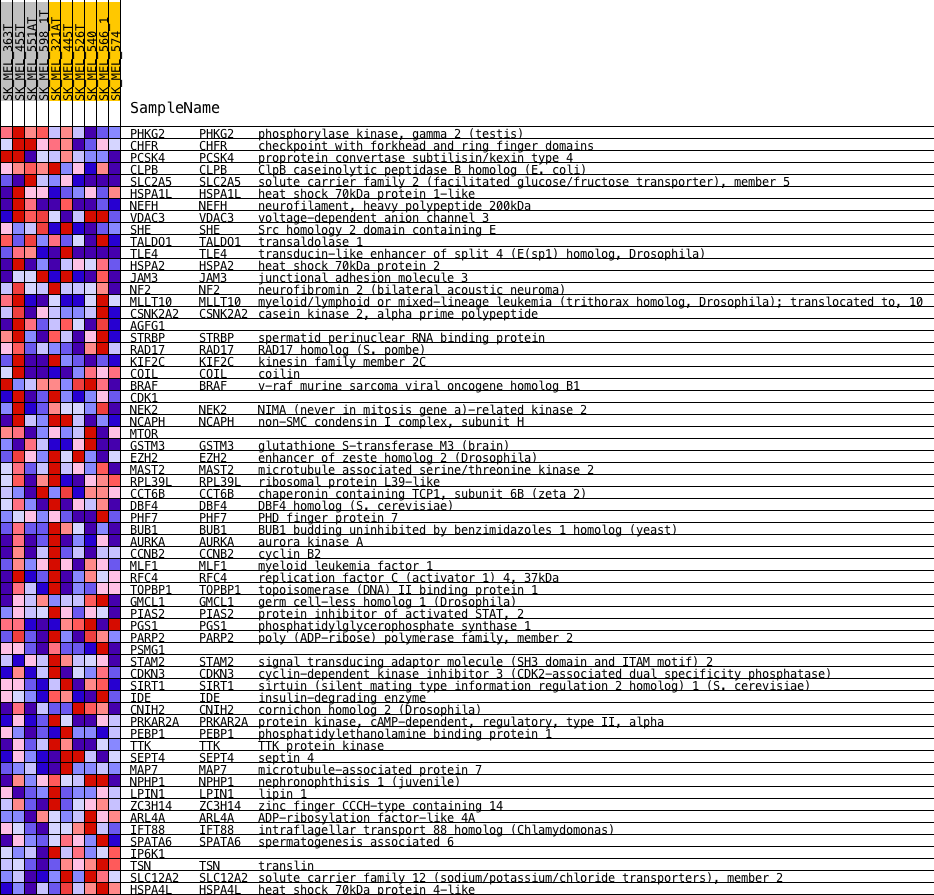 SK_MEL_363T
SK_MEL_455T
SK_MEL_551AT
SK_MEL_598_1T
SK_MEL_321AT
SK_MEL_445T
SK_MEL_526T
SK_MEL_540
SK_MEL_566_1
SK_MEL_574
SampleName
PHKG2 PHKG2 phosphorylase kinase, gamma 2 (testis)
CHFR CHFR checkpoint with forkhead and ring finger domains
PCSK4 PCSK4 proprotein convertase subtilisin/kexin type 4
CLPB CLPB ClpB caseinolytic peptidase B homolog (E. coli)
SLC2A5 SLC2A5 solute carrier family 2 (facilitated glucose/fructose transporter), member 5
HSPA1L HSPA1L heat shock 70kDa protein 1-like
NEFH NEFH neurofilament, heavy polypeptide 200kDa
VDAC3 VDAC3 voltage-dependent anion channel 3
SHE SHE Src homology 2 domain containing E
TALDO1 TALDO1 transaldolase 1
TLE4 TLE4 transducin-like enhancer of split 4 (E(sp1) homolog, Drosophila)
HSPA2 HSPA2 heat shock 70kDa protein 2
JAM3 JAM3 junctional adhesion molecule 3
NF2 NF2 neurofibromin 2 (bilateral acoustic neuroma)
MLLT10 MLLT10 myeloid/lymphoid or mixed-lineage leukemia (trithorax homolog, Drosophila); translocated to, 10
CSNK2A2 CSNK2A2 casein kinase 2, alpha prime polypeptide
AGFG1
STRBP STRBP spermatid perinuclear RNA binding protein
RAD17 RAD17 RAD17 homolog (S. pombe)
KIF2C KIF2C kinesin family member 2C
COIL COIL coilin
BRAF BRAF v-raf murine sarcoma viral oncogene homolog B1
CDK1
NEK2 NEK2 NIMA (never in mitosis gene a)-related kinase 2
NCAPH NCAPH non-SMC condensin I complex, subunit H
MTOR
GSTM3 GSTM3 glutathione S-transferase M3 (brain)
EZH2 EZH2 enhancer of zeste homolog 2 (Drosophila)
MAST2 MAST2 microtubule associated serine/threonine kinase 2
RPL39L RPL39L ribosomal protein L39-like
CCT6B CCT6B chaperonin containing TCP1, subunit 6B (zeta 2)
DBF4 DBF4 DBF4 homolog (S. cerevisiae)
PHF7 PHF7 PHD finger protein 7
BUB1 BUB1 BUB1 budding uninhibited by benzimidazoles 1 homolog (yeast)
AURKA AURKA aurora kinase A
CCNB2 CCNB2 cyclin B2
MLF1 MLF1 myeloid leukemia factor 1
RFC4 RFC4 replication factor C (activator 1) 4, 37kDa
TOPBP1 TOPBP1 topoisomerase (DNA) II binding protein 1
GMCL1 GMCL1 germ cell-less homolog 1 (Drosophila)
PIAS2 PIAS2 protein inhibitor of activated STAT, 2
PGS1 PGS1 phosphatidylglycerophosphate synthase 1
PARP2 PARP2 poly (ADP-ribose) polymerase family, member 2
PSMG1
STAM2 STAM2 signal transducing adaptor molecule (SH3 domain and ITAM motif) 2
CDKN3 CDKN3 cyclin-dependent kinase inhibitor 3 (CDK2-associated dual specificity phosphatase)
SIRT1 SIRT1 sirtuin (silent mating type information regulation 2 homolog) 1 (S. cerevisiae)
IDE IDE insulin-degrading enzyme
CNIH2 CNIH2 cornichon homolog 2 (Drosophila)
PRKAR2A PRKAR2A protein kinase, cAMP-dependent, regulatory, type II, alpha
PEBP1 PEBP1 phosphatidylethanolamine binding protein 1
TTK TTK TTK protein kinase
SEPT4 SEPT4 septin 4
MAP7 MAP7 microtubule-associated protein 7
NPHP1 NPHP1 nephronophthisis 1 (juvenile)
LPIN1 LPIN1 lipin 1
ZC3H14 ZC3H14 zinc finger CCCH-type containing 14
ARL4A ARL4A ADP-ribosylation factor-like 4A
IFT88 IFT88 intraflagellar transport 88 homolog (Chlamydomonas)
SPATA6 SPATA6 spermatogenesis associated 6
IP6K1
TSN TSN translin
SLC12A2 SLC12A2 solute carrier family 12 (sodium/potassium/chloride transporters), member 2
HSPA4L HSPA4L heat shock 70kDa protein 4-like